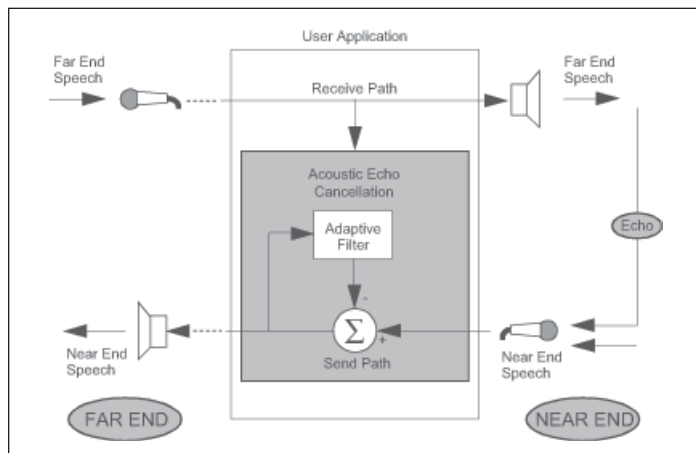 User Application
Far End
Speech
Receive Path
Far End
Speech
Acoustic Echo
Cancellation
Adaptive
Filter
Echo
-
Σ
+
Near End
Speech
Send Path
Near End
Speech
FAR END
NEAR END